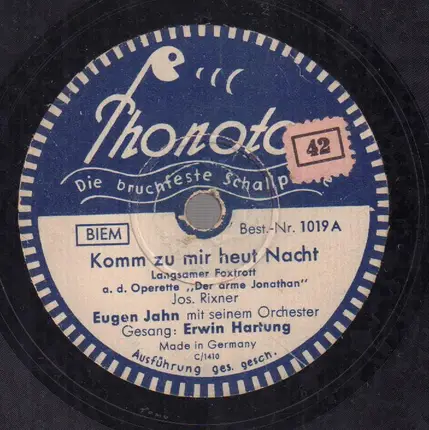 Phonoto
42
Die bruchfeste Schallp
BIEM
Best.-Nr. 1019 A
Komm zu mir heut Nacht
Langsamer Foxtrott
a. d. Operette „Der arme Jonathan"
Jos. Rixner
Eugen Jahn mit seinem Orchester
Gesang: Erwin Hartung
Made in Germany
C/1410
Ausführung ges. gesch.